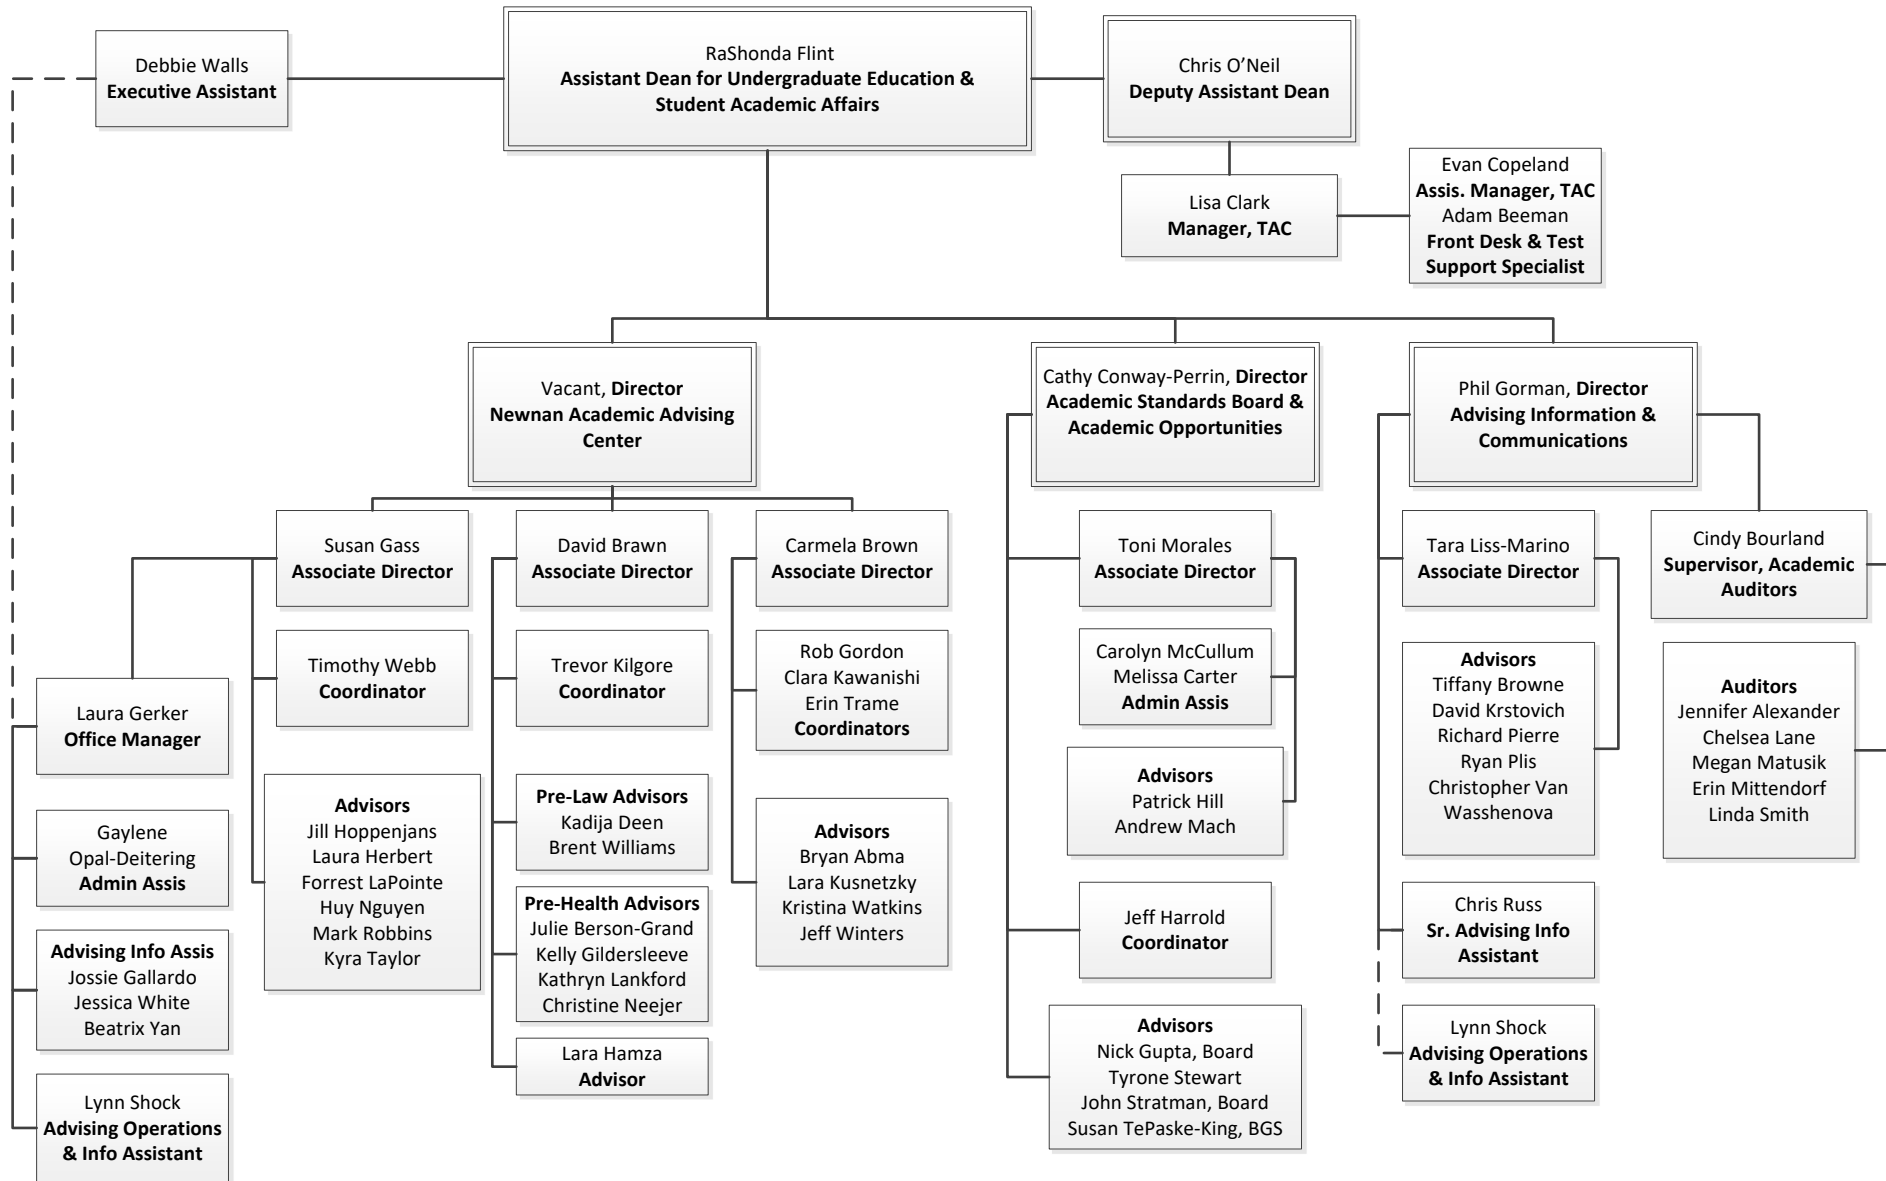 Debbie Walls
Executive Assistant
RaShonda Flint
Assistant Dean for Undergraduate Education &
Student Academic Affairs
Chris O’Neil
Deputy Assistant Dean
Lisa Clark
Manager, TAC
Evan Copeland
Assis. Manager, TAC
Adam Beeman
Front Desk & Test
Support Specialist
Vacant, Director
Newnan Academic Advising
Center
Cathy Conway-Perrin, Director
Academic Standards Board &
Academic Opportunities
Phil Gorman, Director
Advising Information &
Communications
Susan Gass
Associate Director
David Brawn
Associate Director
Carmela Brown
Associate Director
Toni Morales
Associate Director
Tara Liss-Marino
Associate Director
Cindy Bourland
Supervisor, Academic
Auditors
Laura Gerker
Office Manager
Timothy Webb
Coordinator
Trevor Kilgore
Coordinator
Rob Gordon
Clara Kawanishi
Erin Trame
Coordinators
Carolyn McCullum
Melissa Carter
Admin Assis
Advisors
Tiffany Browne
David Krstovich
Richard Pierre
Ryan Plis
Christopher Van
Wasshenova
Auditors
Jennifer Alexander
Chelsea Lane
Megan Matusik
Erin Mittendorf
Linda Smith
Gaylene
Opal-Deitering
Admin Assis
Advisors
Jill Hoppenjans
Laura Herbert
Forrest LaPointe
Huy Nguyen
Mark Robbins
Kyra Taylor
Pre-Law Advisors
Kadija Deen
Brent Williams
Advisors
Bryan Abma
Lara Kusnetzky
Kristina Watkins
Jeff Winters
Advisors
Patrick Hill
Andrew Mach
Advising Info Assis
Jossie Gallardo
Jessica White
Beatrix Yan
Pre-Health Advisors
Julie Berson-Grand
Kelly Gildersleeve
Kathryn Lankford
Christine Neejer
Jeff Harrold
Coordinator
Chris Russ
Sr. Advising Info
Assistant
Lynn Shock
Advising Operations
& Info Assistant
Lara Hamza
Advisor
Advisors
Nick Gupta, Board
Tyrone Stewart
John Stratman, Board
Susan TePaske-King, BGS
Lynn Shock
Advising Operations
& Info Assistant